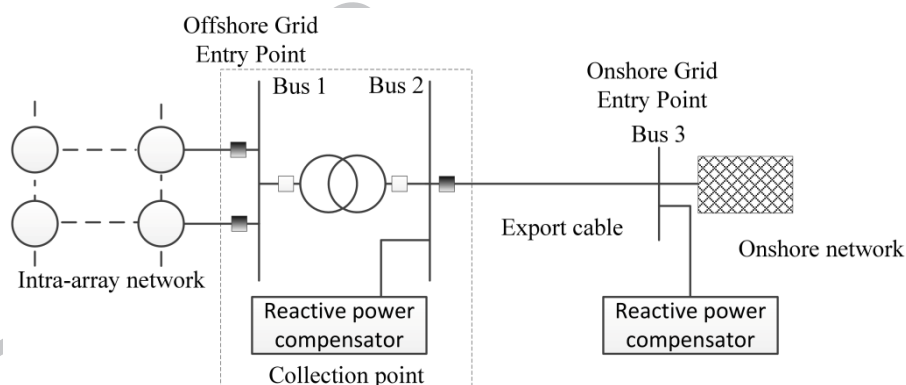 Offshore Grid
Entry Point
Bus 1
Bus 2
Onshore Grid
Entry Point
Bus 3
Export cable
Onshore network
Intra-array network
Reactive power
compensator
Reactive power
compensator
Collection point